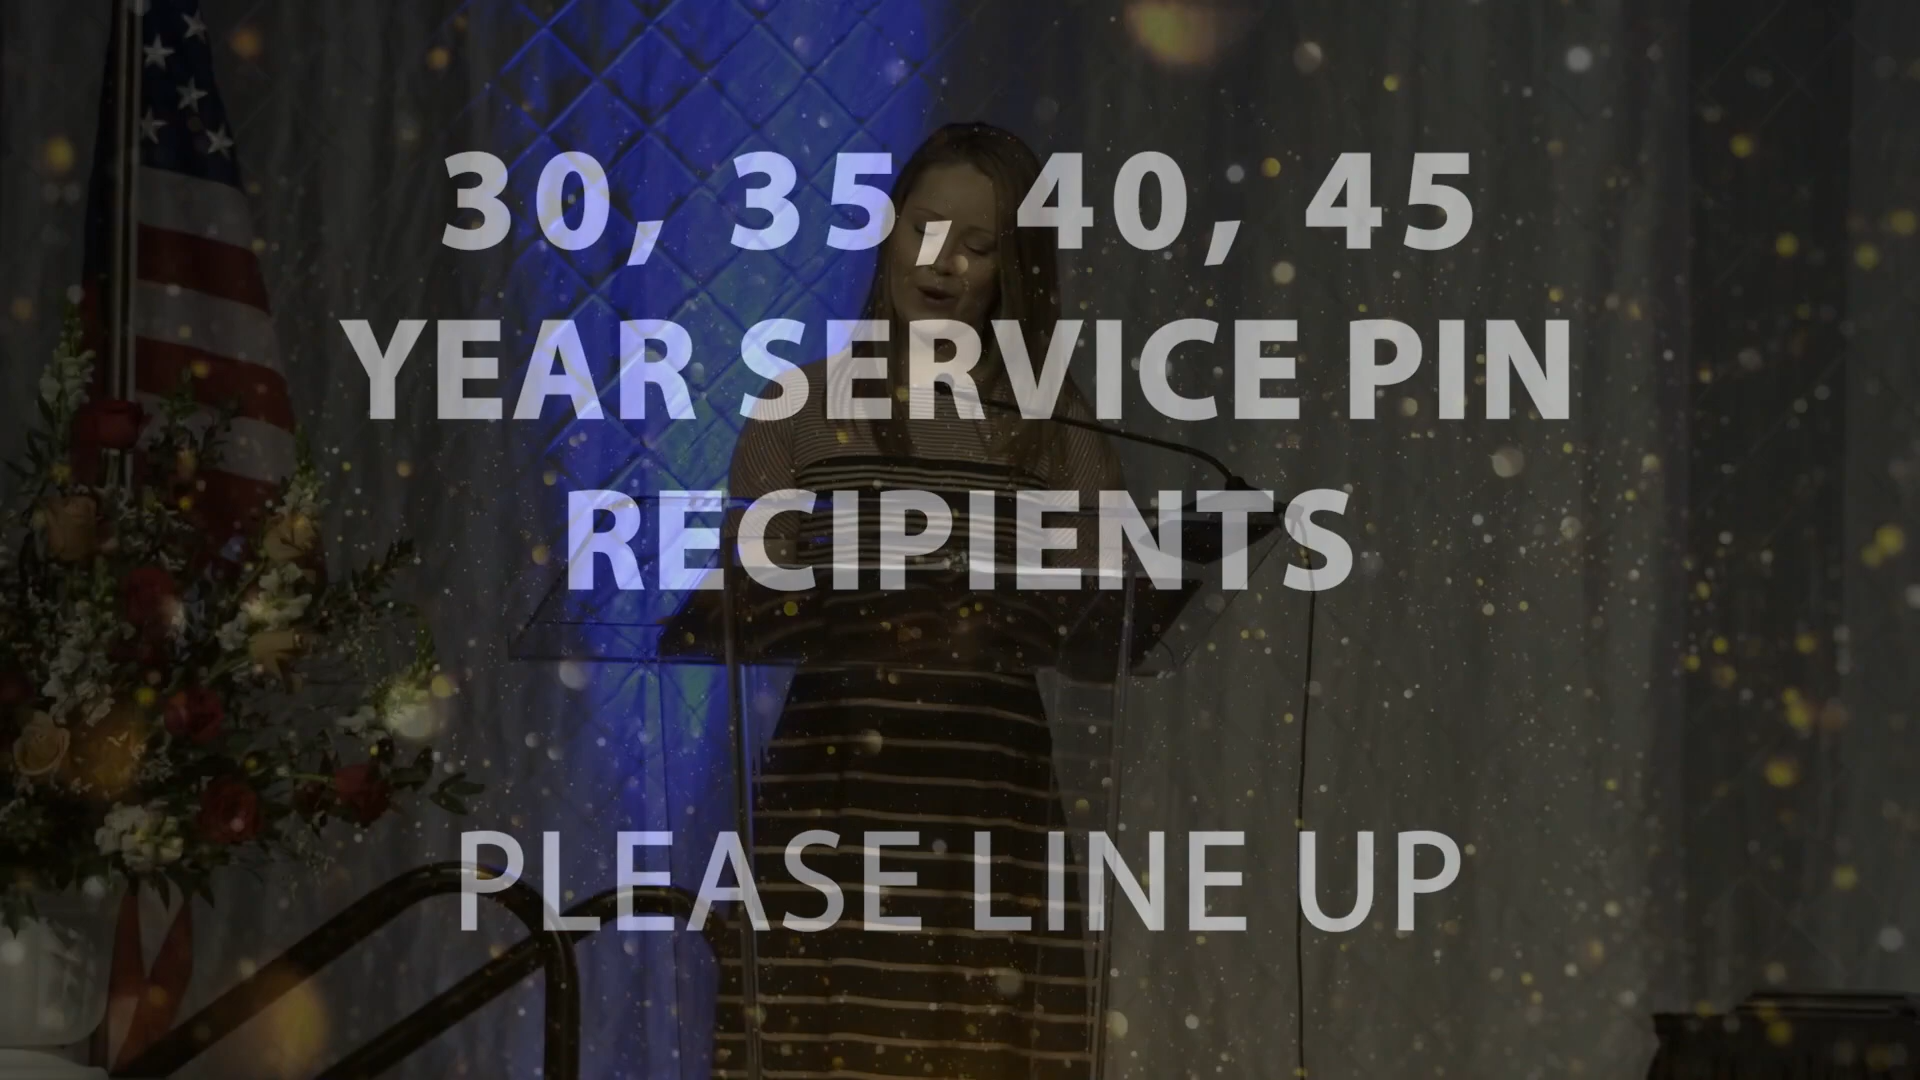 30, 35, 40, 45
YEAR SERVICE PIN
RECIPIENTS
PLEASE LINE UP